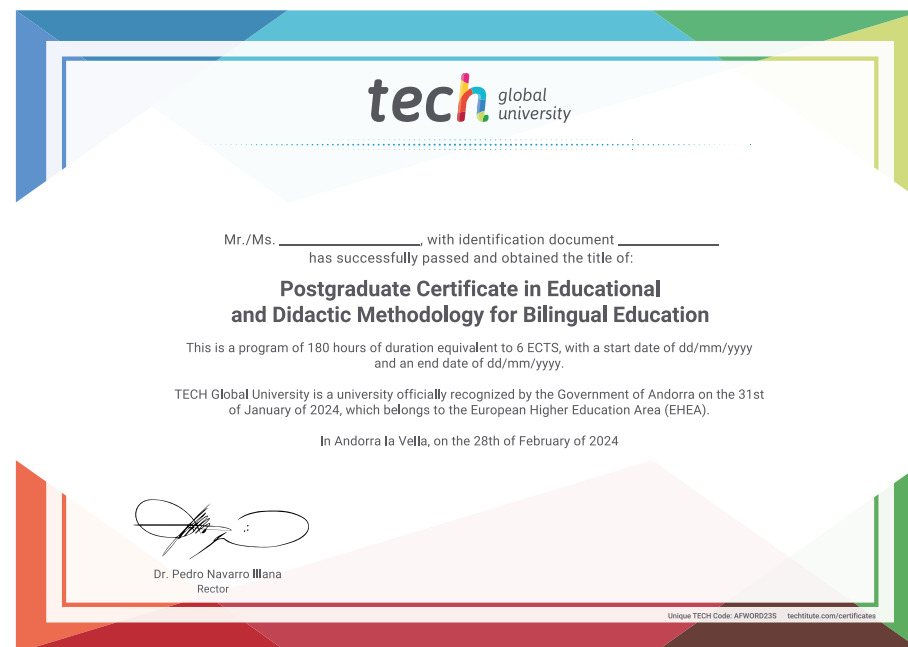 tech global university
Mr./Ms. ____________________, with identification document ______________
has successfully passed and obtained the title of:
Postgraduate Certificate in Educational
and Didactic Methodology for Bilingual Education
This is a program of 180 hours of duration equivalent to 6 ECTS, with a start date of dd/mm/yyyy
and an end date of dd/mm/yyyy.
TECH Global University is a university officially recognized by the Government of Andorra on the 31st
of January of 2024, which belongs to the European Higher Education Area (EHEA).
In Andorra la Vella, on the 28th of February of 2024
Dr. Pedro Navarro Illana
Rector
Unique TECH Code: AFWORD23S techtitute.com/certificates